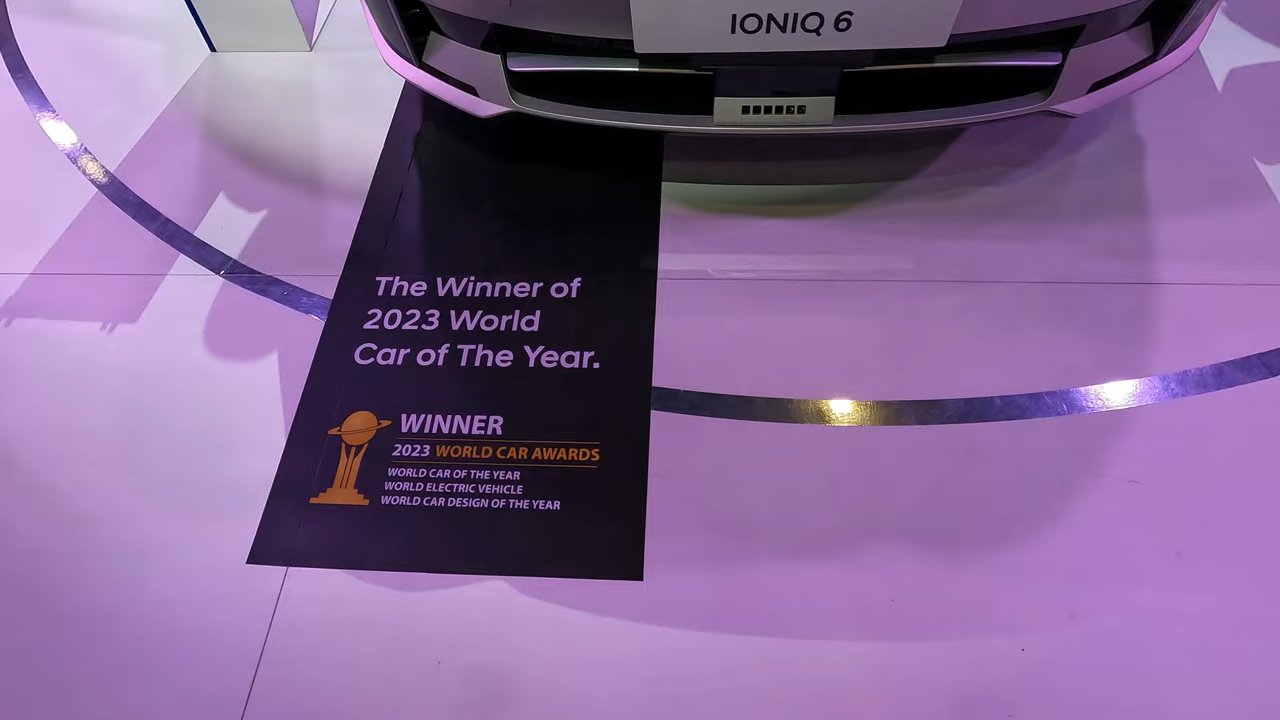 IONIQ 6
The Winner of
2023 World
Car of The Year.
WINNER
2023 WORLD CAR AWARDS
WORLD CAR OF THE YEAR
WORLD ELECTRIC VEHICLE
WORLD CAR DESIGN OF THE YEAR